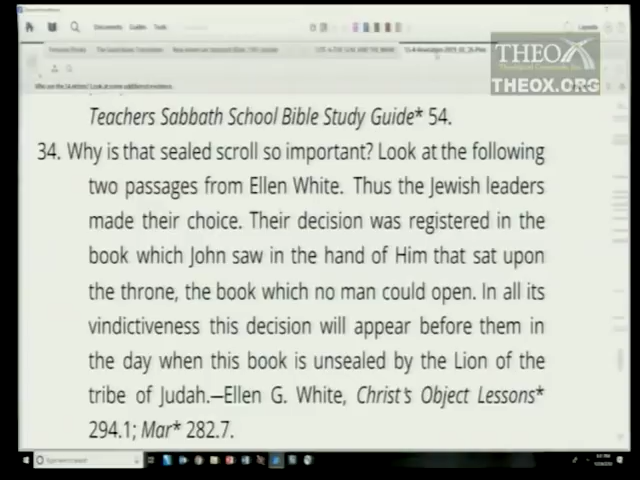 Documents Guides Tools
Layouts
THEOX
THEOX.ORG
Teachers Sabbath School Bible Study Guide* 54.
34. Why is that sealed scroll so important? Look at the following
two passages from Ellen White. Thus the Jewish leaders
made their choice. Their decision was registered in the
book which John saw in the hand of Him that sat upon
the throne, the book which no man could open. In all its
vindictiveness this decision will appear before them in
the day when this book is unsealed by the Lion of the
tribe of Judah.—Ellen G. White, Christ's Object Lessons*
294.1; Mar* 282.7.